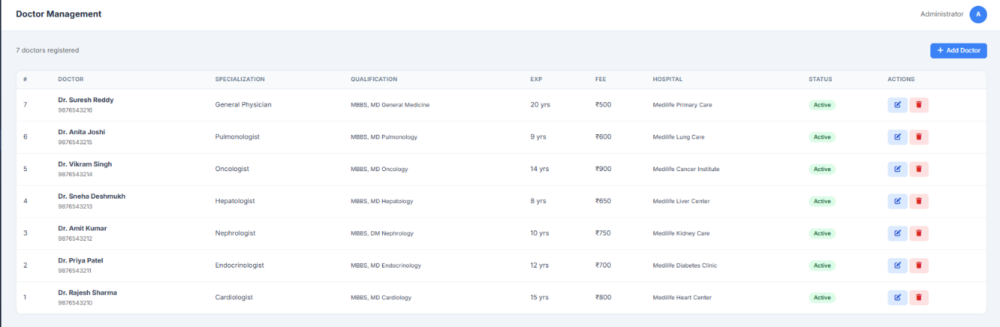 Doctor Management
Administrator A
7 doctors registered
+ Add Doctor
# DOCTOR SPECIALIZATION QUALIFICATION EXP FEE HOSPITAL STATUS ACTIONS
7 Dr. Suresh Reddy General Physician MBBS, MD General Medicine 20 yrs ₹500 Medilife Primary Care Active
9876543216
6 Dr. Anita Joshi Pulmonologist MBBS, MD Pulmonology 9 yrs ₹600 Medilife Lung Care Active
9876543215
5 Dr. Vikram Singh Oncologist MBBS, MD Oncology 14 yrs ₹900 Medilife Cancer Institute Active
9876543214
4 Dr. Sneha Deshmukh Hepatologist MBBS, MD Hepatology 8 yrs ₹650 Medilife Liver Center Active
9876543213
3 Dr. Amit Kumar Nephrologist MBBS, DM Nephrology 10 yrs ₹750 Medilife Kidney Care Active
9876543212
2 Dr. Priya Patel Endocrinologist MBBS, MD Endocrinology 12 yrs ₹700 Medilife Diabetes Clinic Active
9876543211
1 Dr. Rajesh Sharma Cardiologist MBBS, MD Cardiology 15 yrs ₹800 Medilife Heart Center Active
9876543210